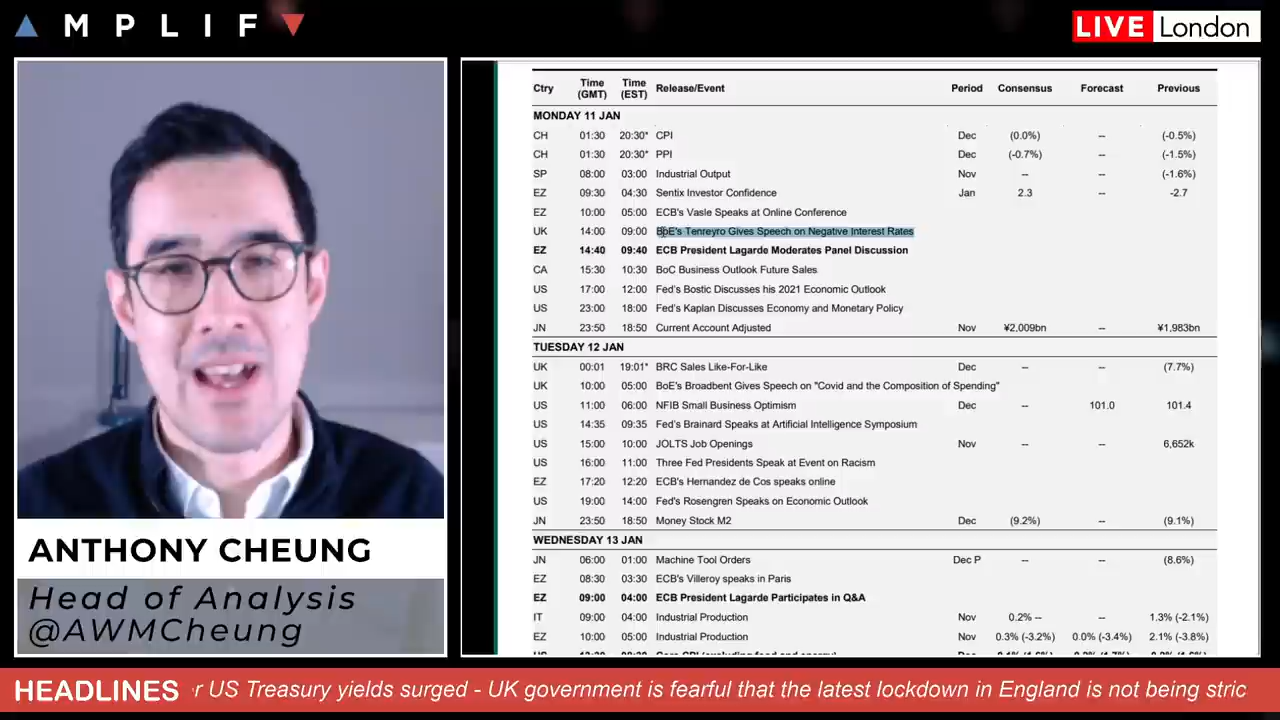 MPLIF
LIVE London
Ctry Time (GMT) Time (EST) Release/Event Period Consensus Forecast Previous
MONDAY 11 JAN
CH 01:30 20:30* CPI Dec (0.0%) -- (-0.5%)
CH 01:30 20:30* PPI Dec (-0.7%) -- (-1.5%)
SP 08:00 03:00 Industrial Output Nov -- -- (-1.6%)
EZ 09:30 04:30 Sentix Investor Confidence Jan 2.3 -- -2.7
EZ 10:00 05:00 ECB's Vasle Speaks at Online Conference
UK 14:00 09:00 BoE's Tenreyro Gives Speech on Negative Interest Rates
EZ 14:40 09:40 ECB President Lagarde Moderates Panel Discussion
CA 15:30 10:30 BoC Business Outlook Future Sales
US 17:00 12:00 Fed's Bostic Discusses his 2021 Economic Outlook
US 23:00 18:00 Fed's Kaplan Discusses Economy and Monetary Policy
JN 23:50 18:50 Current Account Adjusted Nov ¥2,009bn -- ¥1,983bn
TUESDAY 12 JAN
UK 00:01 19:01* BRC Sales Like-For-Like Dec -- -- (7.7%)
UK 10:00 05:00 BoE's Broadbent Gives Speech on "Covid and the Composition of Spending"
US 11:00 06:00 NFIB Small Business Optimism Dec -- 101.0 101.4
US 14:35 09:35 Fed's Brainard Speaks at Artificial Intelligence Symposium
US 15:00 10:00 JOLTS Job Openings Nov -- -- 6,652k
US 16:00 11:00 Three Fed Presidents Speak at Event on Racism
EZ 17:20 12:20 ECB's Hernandez de Cos speaks online
US 19:00 14:00 Fed's Rosengren Speaks on Economic Outlook
JN 23:50 18:50 Money Stock M2 Dec (9.2%) -- (9.1%)
WEDNESDAY 13 JAN
JN 06:00 01:00 Machine Tool Orders Dec P -- -- (8.6%)
EZ 08:30 03:30 ECB's Villeroy speaks in Paris
EZ 09:00 04:00 ECB President Lagarde Participates in Q&A
IT 09:00 04:00 Industrial Production Nov 0.2% -- -- 1.3% (-2.1%)
EZ 10:00 05:00 Industrial Production Nov 0.3% (-3.2%) 0.0% (-3.4%) 2.1% (-3.8%)
ANTHONY CHEUNG
Head of Analysis
@AWMCheung
HEADLINES r US Treasury yields surged - UK government is fearful that the latest lockdown in England is not being stric